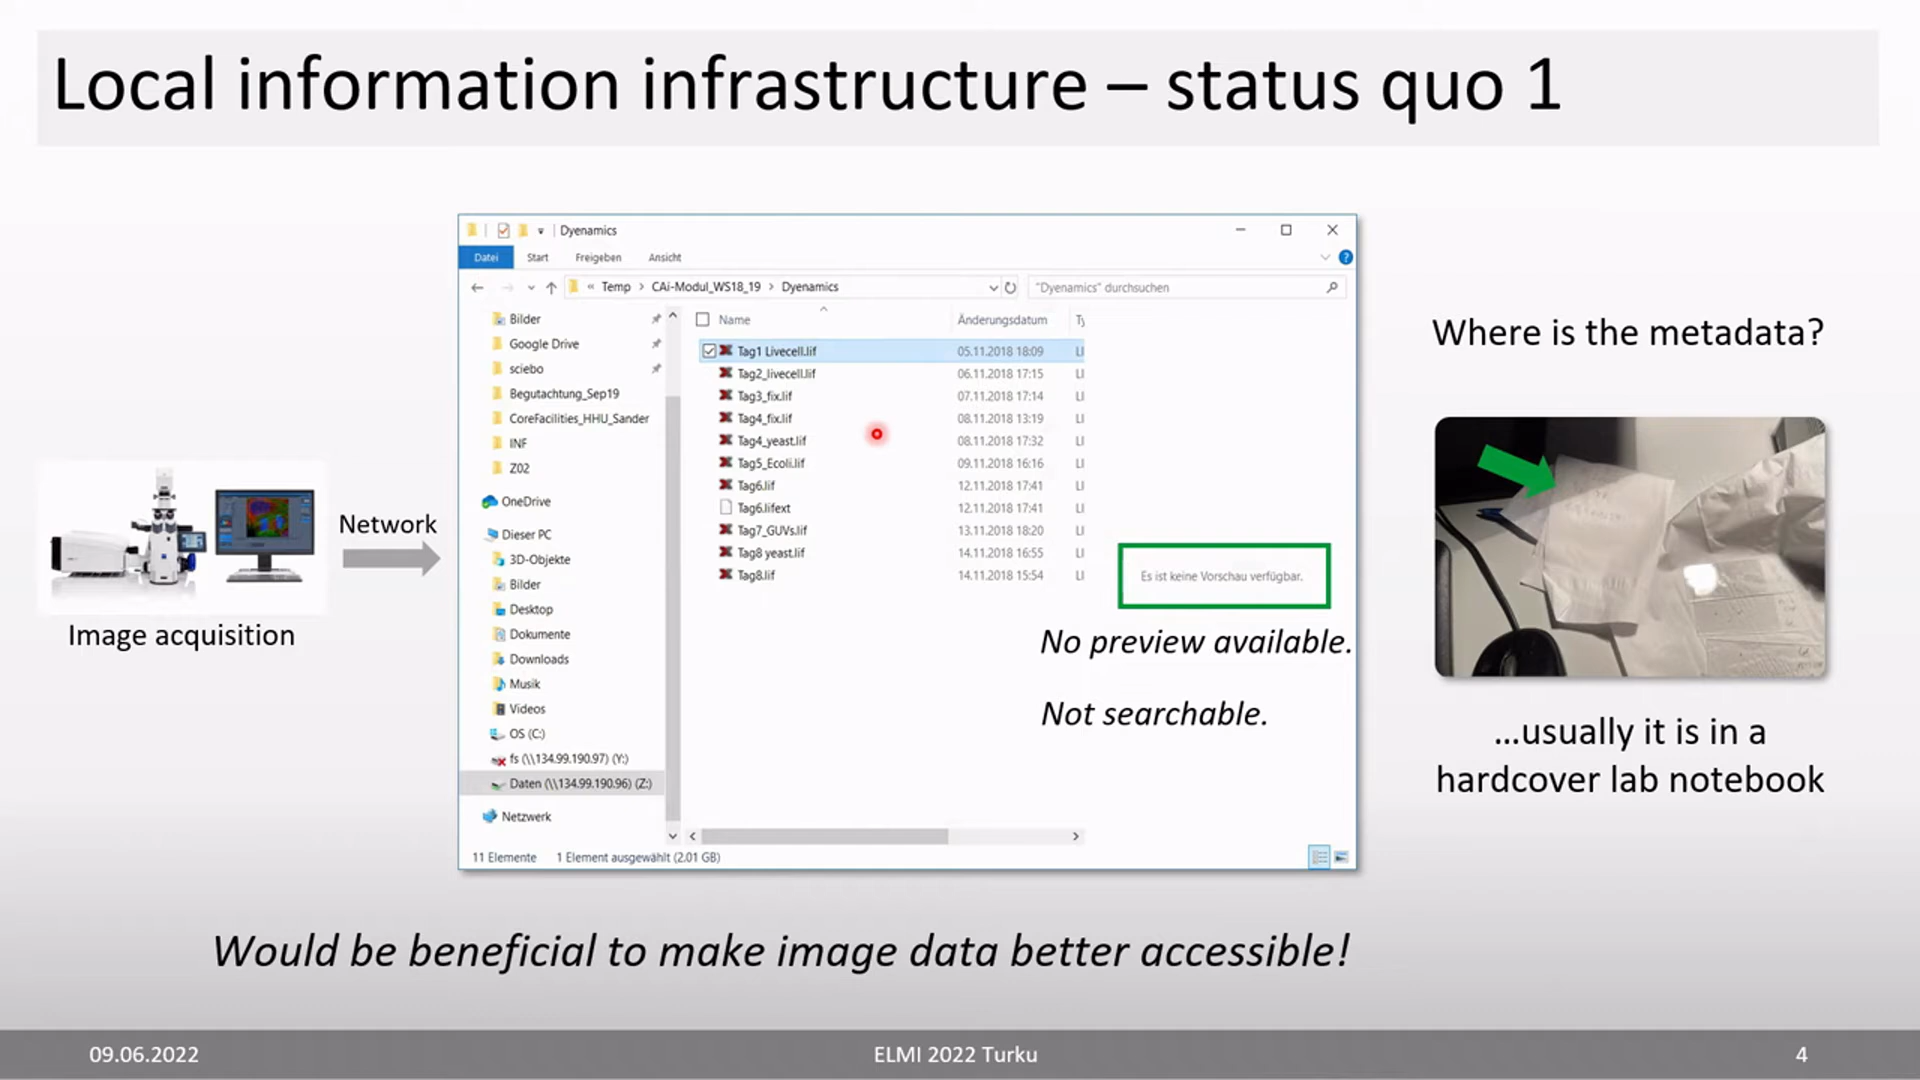 Local information infrastructure – status quo 1
Dyenamics
Datei Start Freigeben Ansicht
« Temp › CAi-Modul_WS18_19 › Dyenamics
"Dyenamics" durchsuchen
Bilder
Google Drive
sciebo
Begutachtung_Sep19
CoreFacilities_HHU_Sander
INF
Z02
OneDrive
Dieser PC
3D-Objekte
Bilder
Desktop
Dokumente
Downloads
Musik
Videos
OS (C:)
fs (\\134.99.190.97) (Y:)
Daten (\\134.99.190.96) (Z:)
Netzwerk
Name Änderungsdatum Ty
Tag1 Livecell.lif 05.11.2018 18:09 LI
Tag2_livecell.lif 06.11.2018 17:15 LI
Tag3_fix.lif 07.11.2018 17:14 LI
Tag4_fix.lif 08.11.2018 13:19 LI
Tag4_yeast.lif 08.11.2018 17:32 LI
Tag5_Ecoli.lif 09.11.2018 16:16 LI
Tag6.lif 12.11.2018 17:41 LI
Tag6.lifext 12.11.2018 17:41 LI
Tag7_GUVs.lif 13.11.2018 18:20 LI
Tag8 yeast.lif 14.11.2018 16:55 LI
Tag8.lif 14.11.2018 15:54 LI
Es ist keine Vorschau verfügbar.
No preview available.
Not searchable.
11 Elemente 1 Element ausgewählt (2.01 GB)
Network
Image acquisition
Where is the metadata?
...usually it is in a
hardcover lab notebook
Would be beneficial to make image data better accessible!
09.06.2022 ELMI 2022 Turku 4